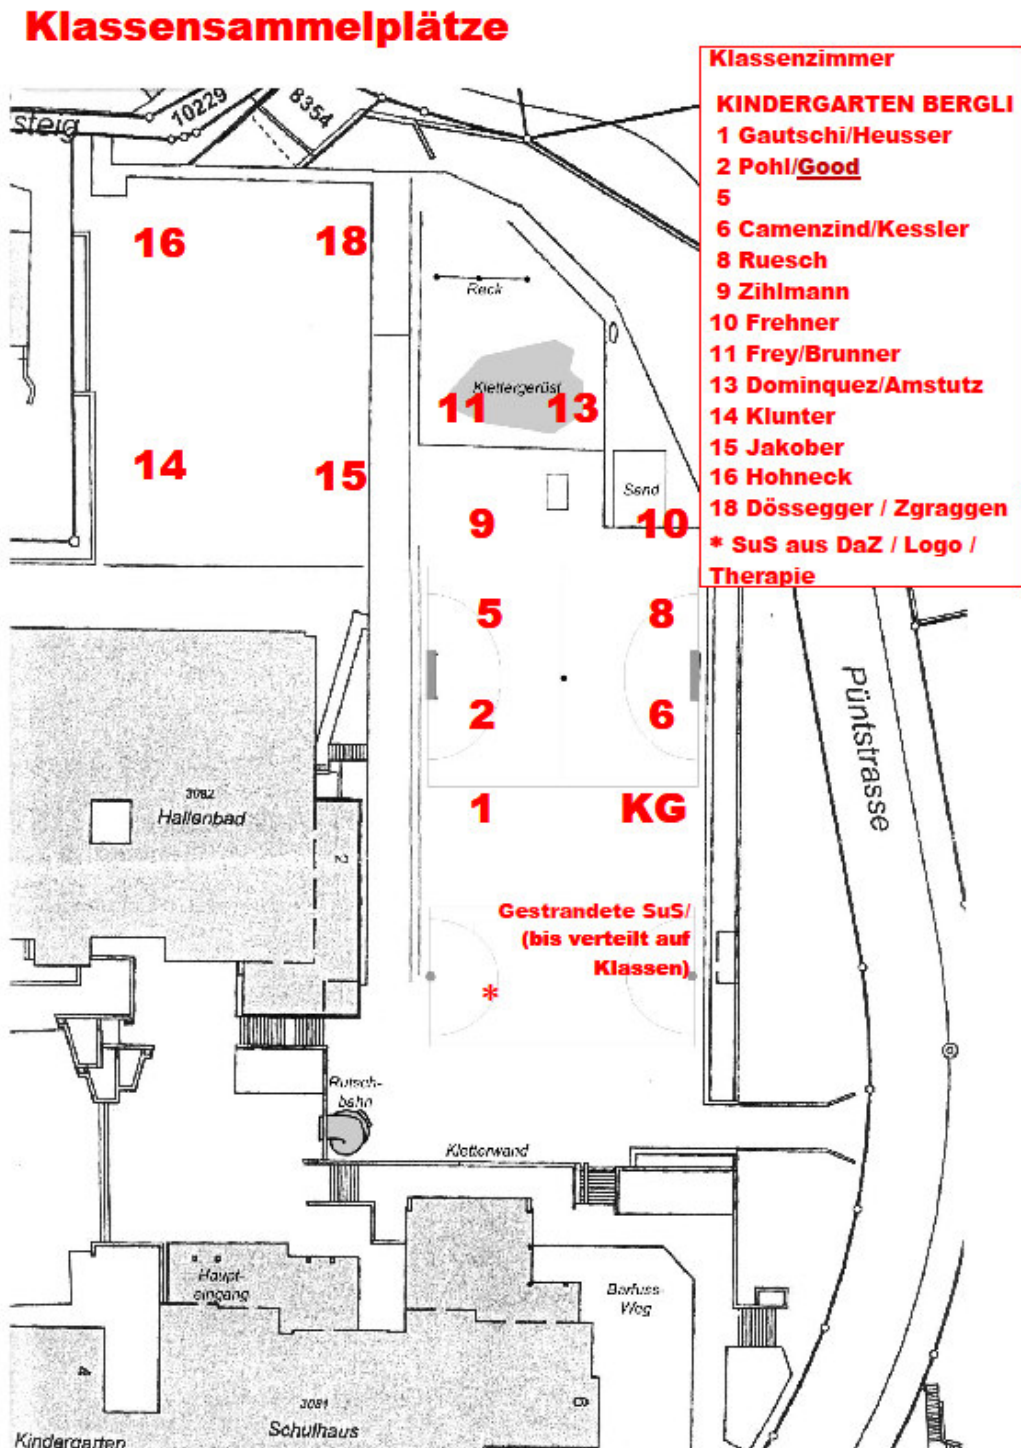 Klassensammelplätze
Klassenzimmer
KINDERGARTEN BERGLI
1 Gautschi/Heusser
2 Pohl/Good
5
6 Camenzind/Kessler
8 Ruesch
9 Zihlmann
10 Frehner
11 Frey/Brunner
13 Dominquez/Amstutz
14 Klunter
15 Jakober
16 Hohneck
18 Dössegger / Zgraggen
* SuS aus DaZ / Logo /
Therapie
steig
10229
8354
16
18
Reck
Klettergerüst
11
13
14
15
Sand
9
10
5
8
2
6
Püntstrasse
3082
Hallenbad
2
1
KG
Gestrandete SuS/
(bis verteilt auf
Klassen)
*
Rutsch-
bahn
Kletterwand
Haupt-
eingang
Barfuss-
Weg
4
3081
Schulhaus
6
Kindergarten